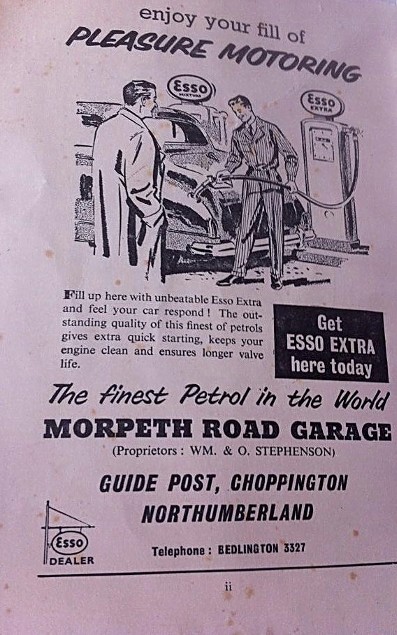 enjoy your fill of
PLEASURE MOTORING
Esso
MIXTURE
Esso
EXTRA
Fill up here with unbeatable Esso Extra
and feel your car respond ! The out-
standing quality of this finest of petrols
gives extra quick starting, keeps your
engine clean and ensures longer valve
life.
Get
ESSO EXTRA
here today
The finest Petrol in the World
MORPETH ROAD GARAGE
(Proprietors : WM. & O. STEPHENSON)
GUIDE POST, CHOPPINGTON
NORTHUMBERLAND
Esso
DEALER
Telephone : BEDLINGTON 3327
ii